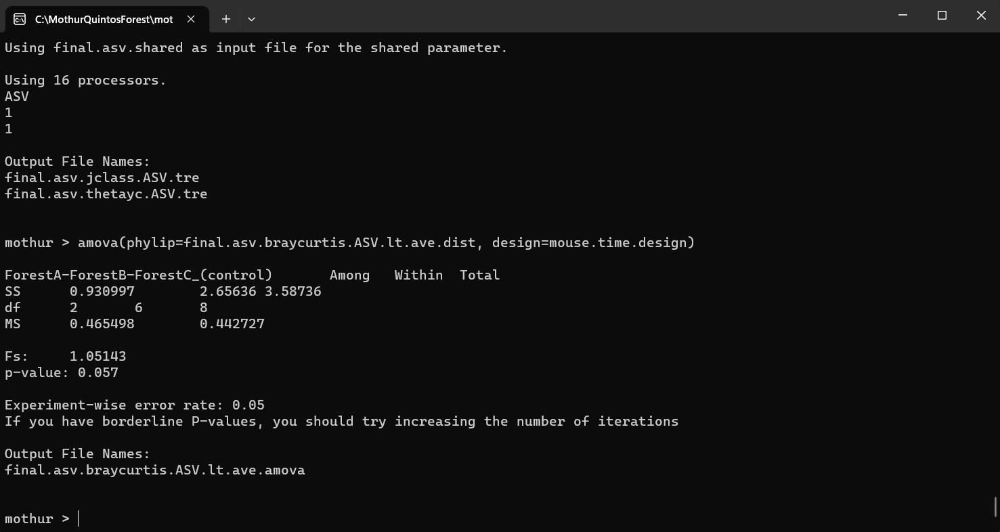 C:\MothurQuintosForest\mot
Using final.asv.shared as input file for the shared parameter.
Using 16 processors.
ASV
1
1
Output File Names:
final.asv.jclass.ASV.tre
final.asv.thetayc.ASV.tre
mothur > amova(phylip=final.asv.braycurtis.ASV.lt.ave.dist, design=mouse.time.design)
ForestA-ForestB-ForestC_(control) Among Within Total
SS 0.930997 2.65636 3.58736
df 2 6 8
MS 0.465498 0.442727
Fs: 1.05143
p-value: 0.057
Experiment-wise error rate: 0.05
If you have borderline P-values, you should try increasing the number of iterations
Output File Names:
final.asv.braycurtis.ASV.lt.ave.amova
mothur >